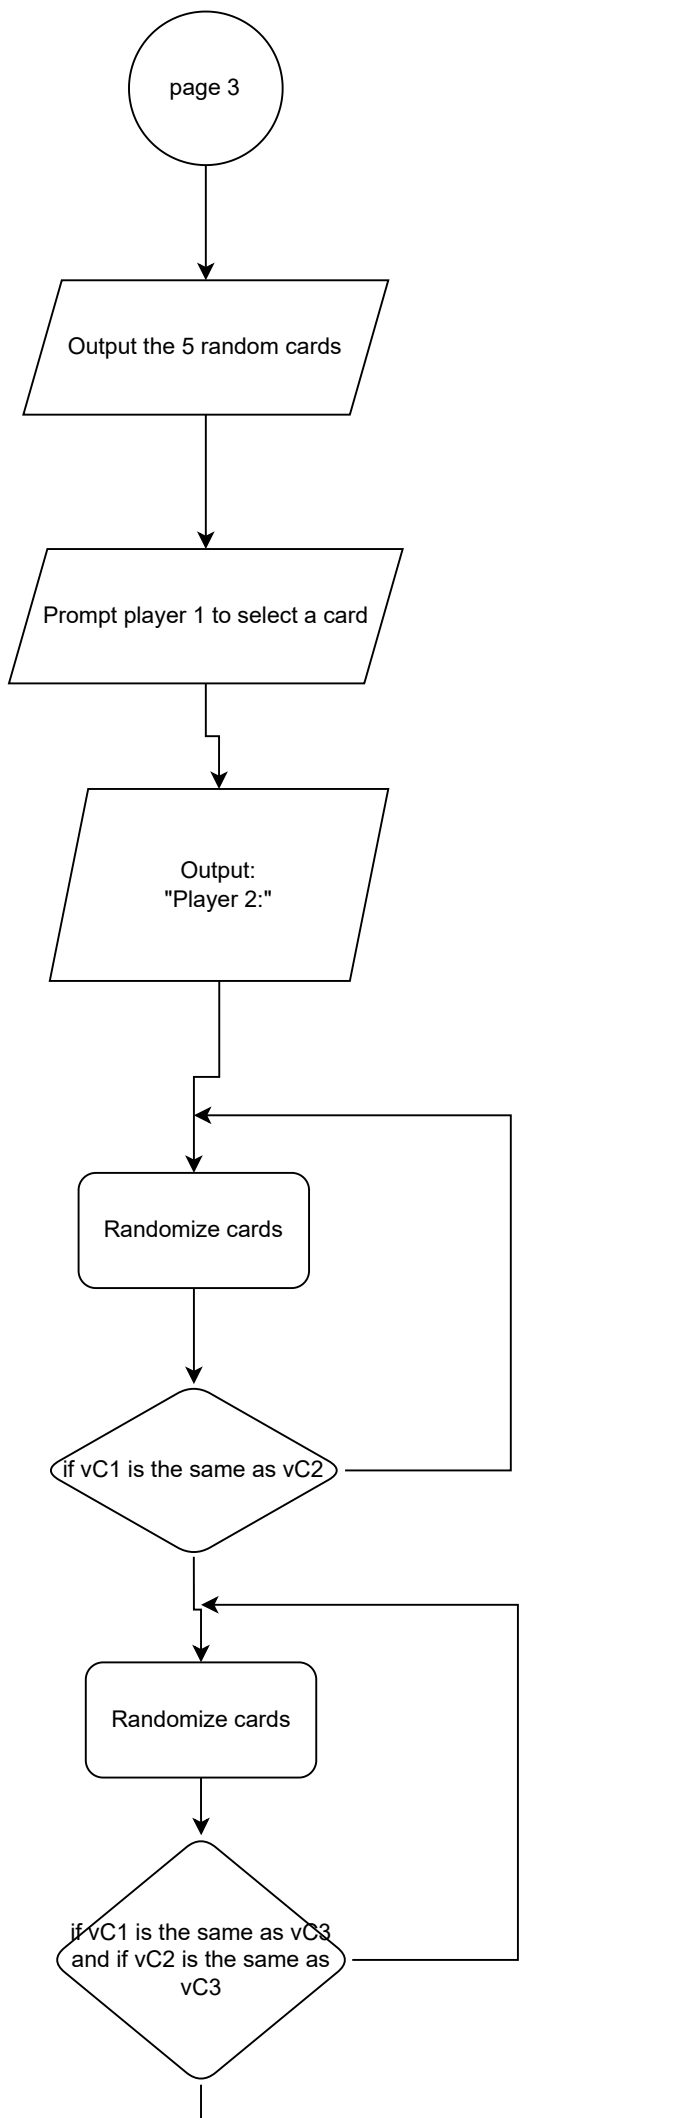 page 3
Output the 5 random cards
Prompt player 1 to select a card
Output:
"Player 2:"
Randomize cards
if vC1 is the same as vC2
Randomize cards
if vC1 is the same as vC3
and if vC2 is the same as
vC3